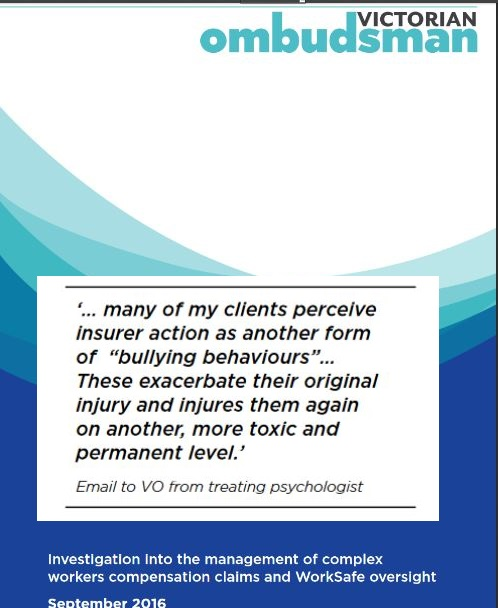 VICTORIAN
ombudsman
‘... many of my clients perceive
insurer action as another form
of “bullying behaviours”...
These exacerbate their original
injury and injures them again
on another, more toxic and
permanent level.’
Email to VO from treating psychologist
Investigation into the management of complex
workers compensation claims and WorkSafe oversight
September 2016